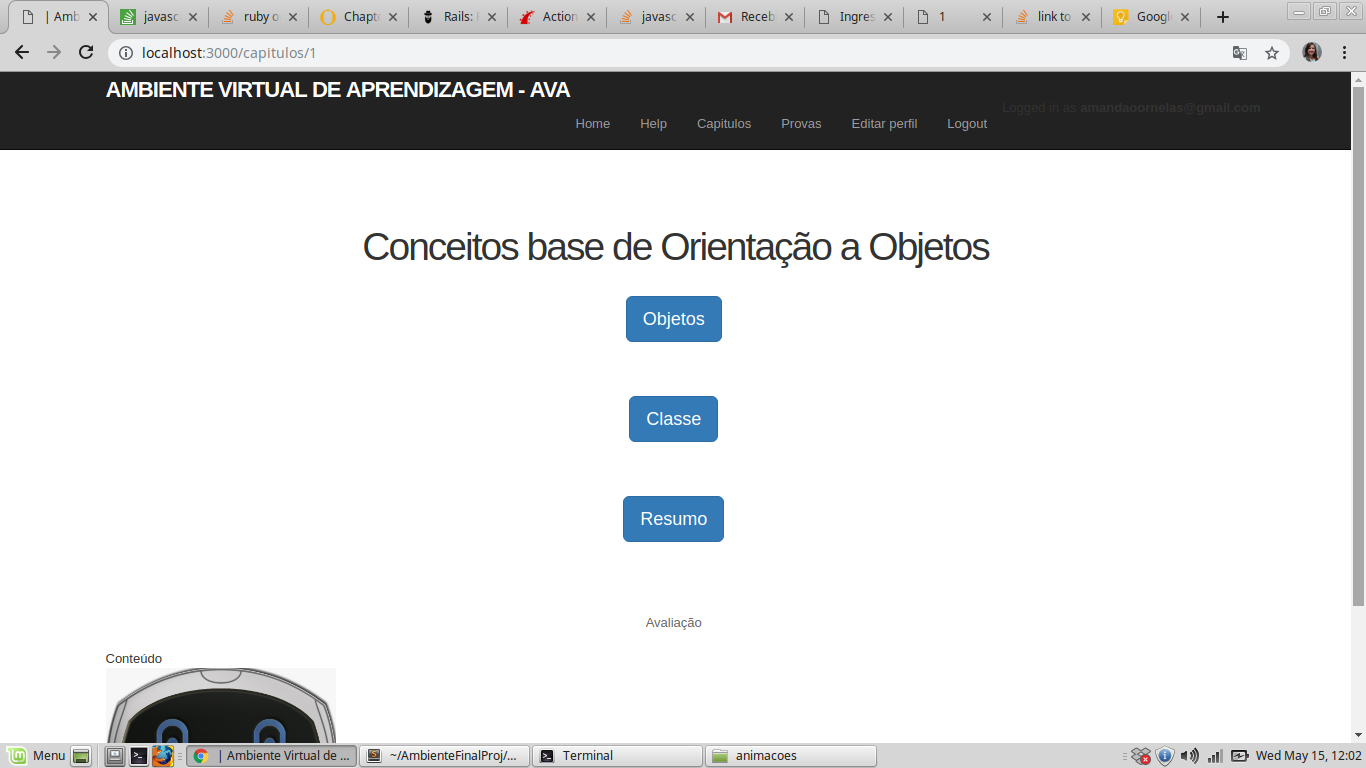 | Amb
javasc
ruby o
Chapte
Rails: F
Action
javasc
Receb
Ingres
1
link to
Googl
localhost:3000/capitulos/1
AMBIENTE VIRTUAL DE APRENDIZAGEM - AVA
Logged in as amandaoornelas@gmail.com
Home Help Capitulos Provas Editar perfil Logout
Conceitos base de Orientação a Objetos
Objetos
Classe
Resumo
Avaliação
Conteúdo
Menu
| Ambiente Virtual de ...
~/AmbienteFinalProj/...
Terminal
animacoes
Wed May 15, 12:02